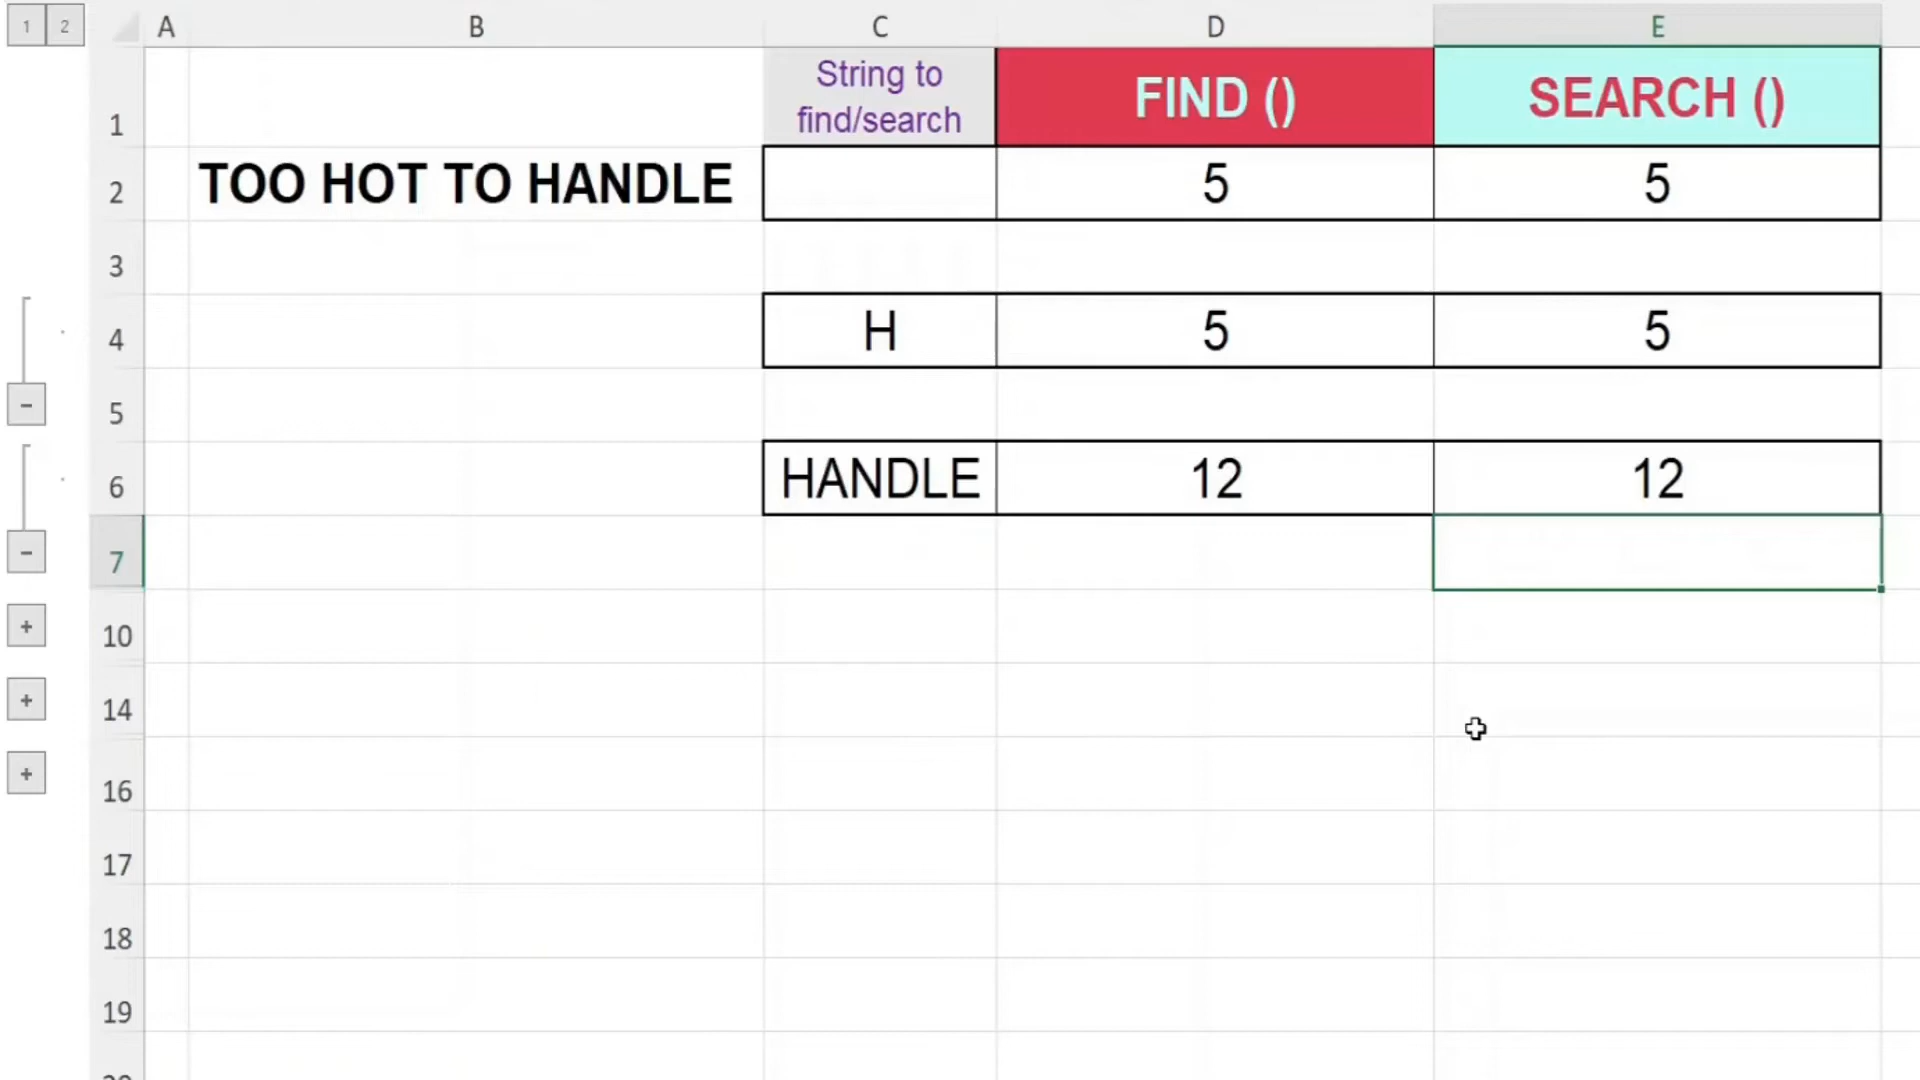 1 2
A B C D E
1 String to find/search FIND () SEARCH ()
2 TOO HOT TO HANDLE 5 5
3
4 H 5 5
5
6 HANDLE 12 12
7
10
14
16
17
18
19